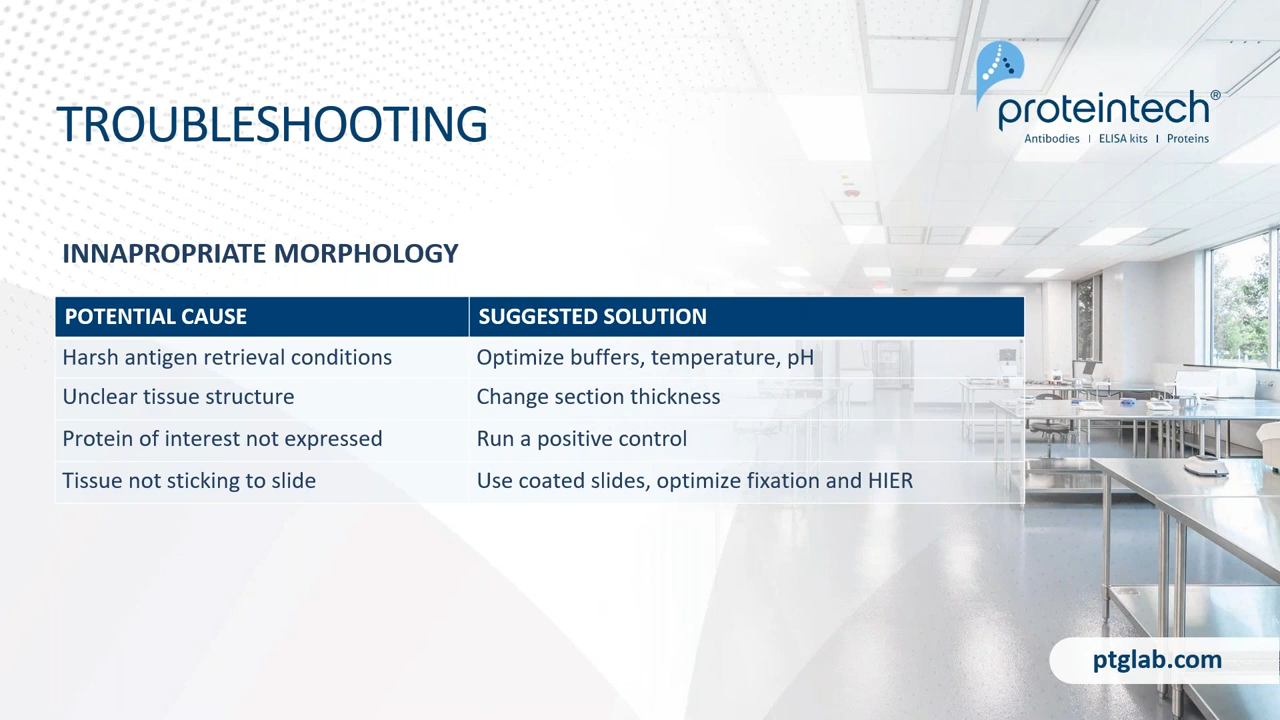 proteintech®
Antibodies | ELISA kits | Proteins
TROUBLESHOOTING
INNAPROPRIATE MORPHOLOGY
POTENTIAL CAUSE SUGGESTED SOLUTION
Harsh antigen retrieval conditions Optimize buffers, temperature, pH
Unclear tissue structure Change section thickness
Protein of interest not expressed Run a positive control
Tissue not sticking to slide Use coated slides, optimize fixation and HIER
ptglab.com